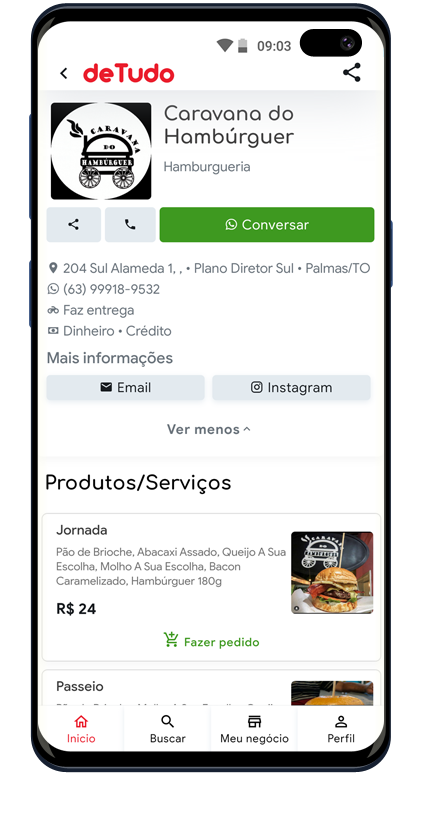 09:03
deTudo
CARAVANA
DO
HAMBÚRGUER
Caravana do
Hambúrguer
Hamburgueria
Conversar
204 Sul Alameda 1, , • Plano Diretor Sul • Palmas/TO
(63) 99918-9532
Faz entrega
Dinheiro • Crédito
Mais informações
Email
Instagram
Ver menos
Produtos/Serviços
Jornada
Pão de Brioche, Abacaxi Assado, Queijo A Sua
Escolha, Molho A Sua Escolha, Bacon
Caramelizado, Hambúrguer 180g
R$ 24
Fazer pedido
Passeio
Inicio
Buscar
Meu negócio
Perfil